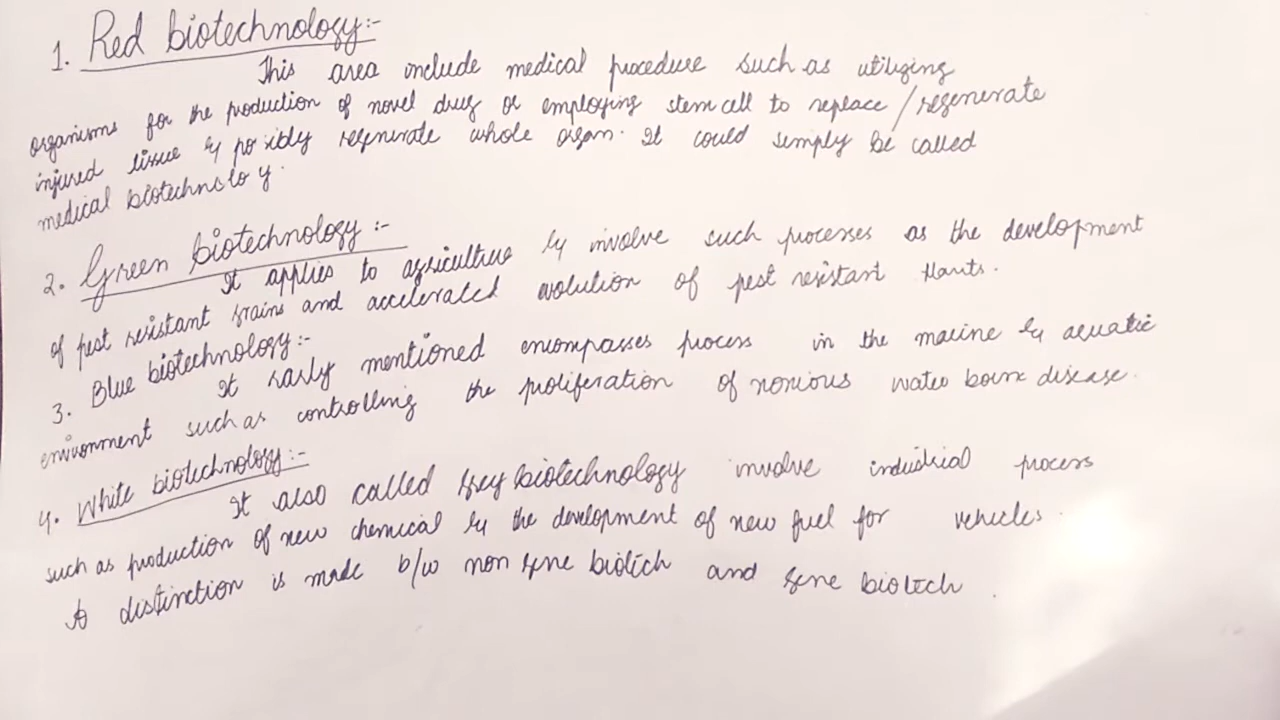 1. Red biotechnology:-
This area include medical procedure such as utilizing
organisms for the production of novel drug or employing stem cell to replace/regenerate
injured tissue & possibly regenerate whole organ. It could simply be called
medical biotechnology.
2. Green biotechnology:-
It applies to agriculture & involve such processes as the development
of pest resistant grains and accelerated evolution of pest resistant plants.
3. Blue biotechnology:-
It rarly mentioned encompasses process in the marine & aquatic
environment such as controlling the proliferation of noxious water borne disease.
4. White biotechnology:-
It also called grey biotechnology involve industrial process
such as production of new chemical & the development of new fuel for vehicles.
A distinction is made b/w non gene biotech and gene biotech.